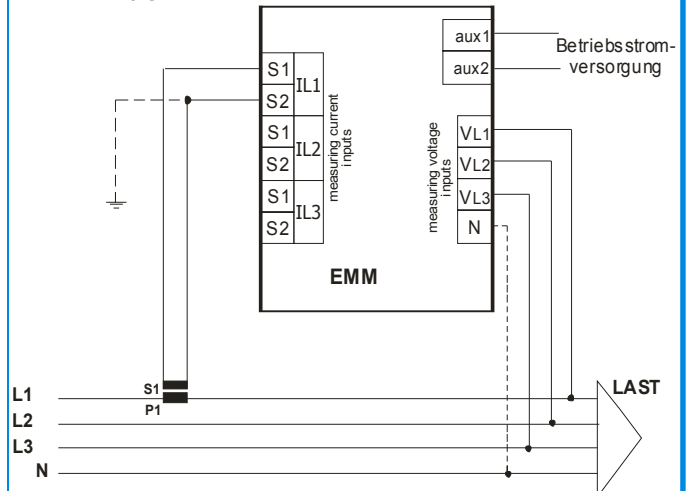 aux1
aux2
Betriebsstrom-
versorgung
S1
S2
IL1
S1
S2
IL2
S1
S2
IL3
measuring current
inputs
measuring voltage
inputs
VL1
VL2
VL3
N
EMM
S1
P1
L1
L2
L3
N
LAST